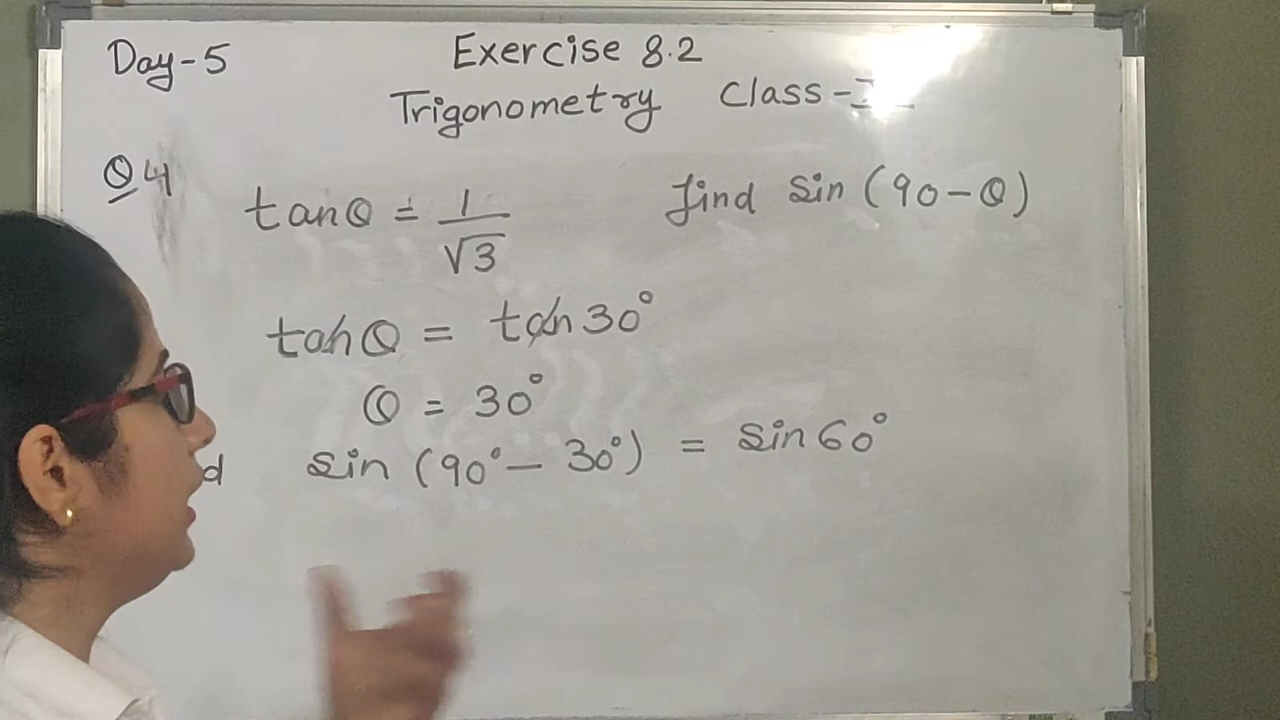 Day-5
Exercise 8.2
Trigonometry Class-
Q4
tanθ = 1/√3 find sin (90-θ)
tanθ = tan30°
θ = 30°
sin (90° - 30°) = sin60°